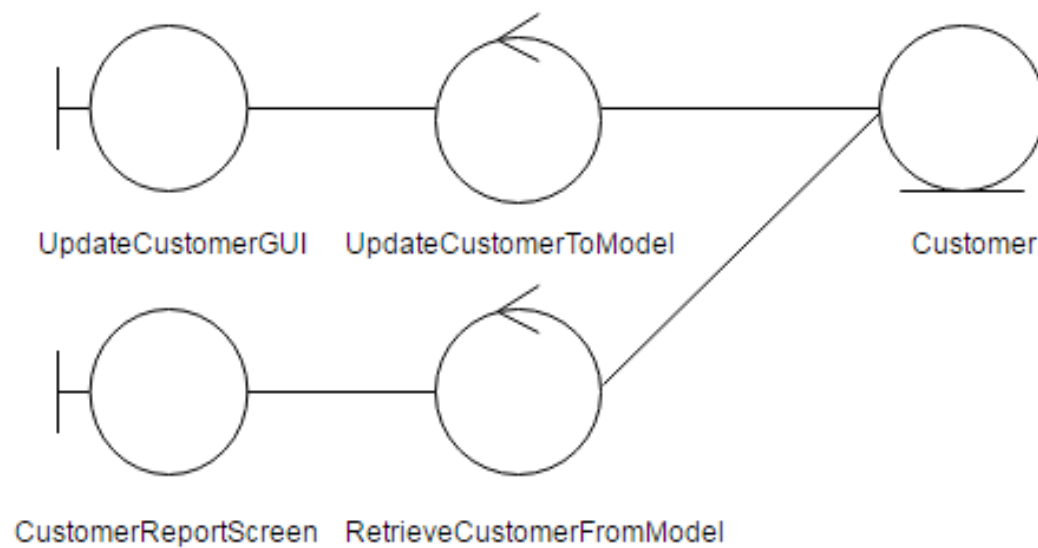 UpdateCustomerGUI
UpdateCustomerToModel
Customer
CustomerReportScreen
RetrieveCustomerFromModel